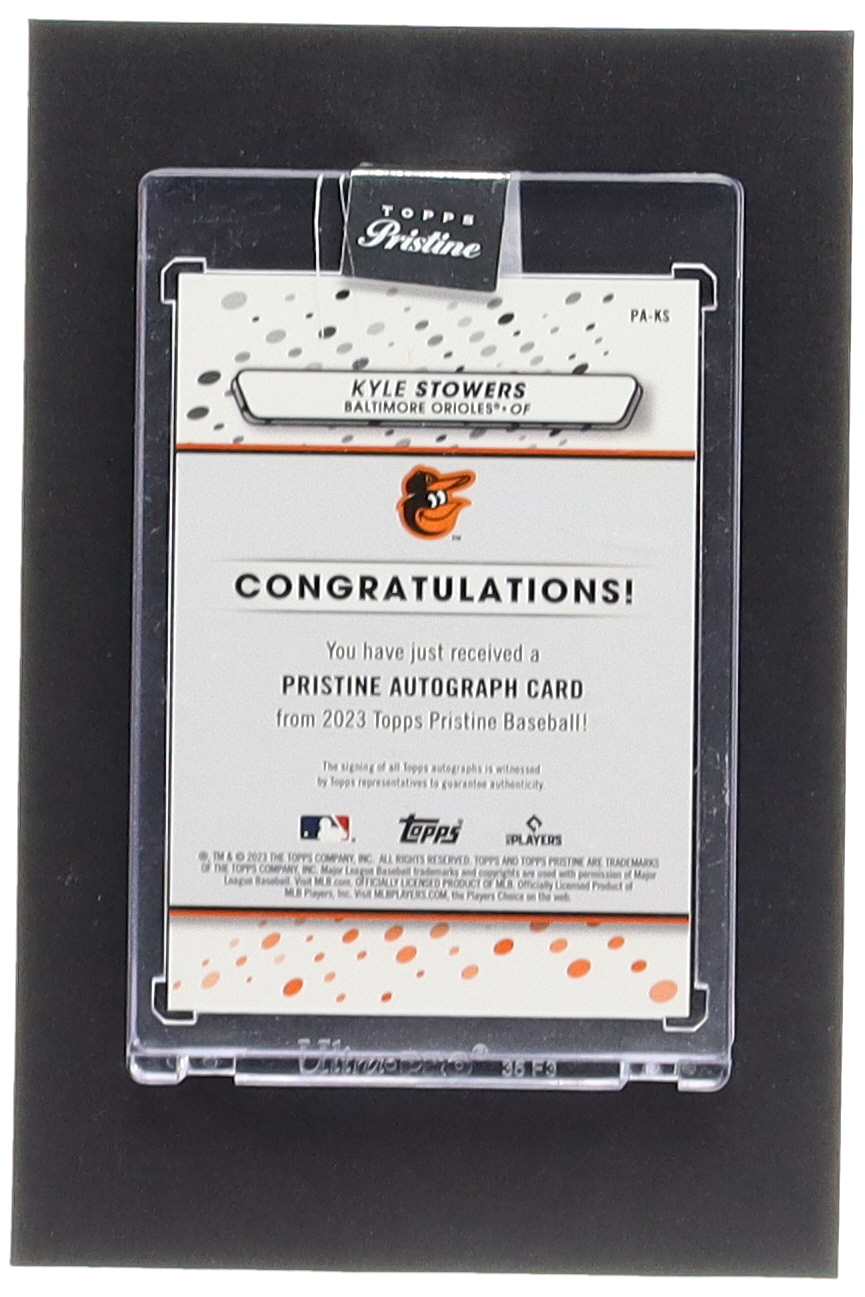 TOPPS
Pristine
PA-KS
KYLE STOWERS
BALTIMORE ORIOLES® • OF
TM
CONGRATULATIONS!
You have just received a
PRISTINE AUTOGRAPH CARD
from 2023 Topps Pristine Baseball!
The signing of all Topps autographs is witnessed
by Topps representatives to guarantee authenticity.
Topps®
MLB PLAYERS
®, TM & © 2023 THE TOPPS COMPANY, INC. ALL RIGHTS RESERVED. TOPPS AND TOPPS PRISTINE ARE TRADEMARKS
OF THE TOPPS COMPANY, INC. Major League Baseball trademarks and copyrights are used with permission of Major
League Baseball. Visit MLB.com. OFFICIALLY LICENSED PRODUCT OF MLB. Officially Licensed Product of
MLB Players, Inc. Visit MLBPLAYERS.COM, the Players Choice on the web.
Ultra PRO® 35 F3